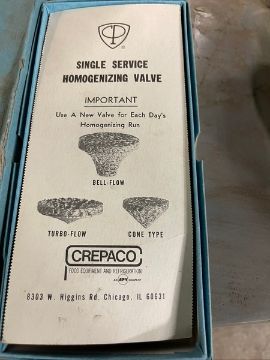 SINGLE SERVICE
HOMOGENIZING VALVE
IMPORTANT
Use A New Valve for Each Day's
Homogenizing Run
BELL-FLOW
TURBO-FLOW
CONE TYPE
CREPACO
FOOD EQUIPMENT AND REFRIGERATION
8303 W. Higgins Rd. Chicago, IL 60631